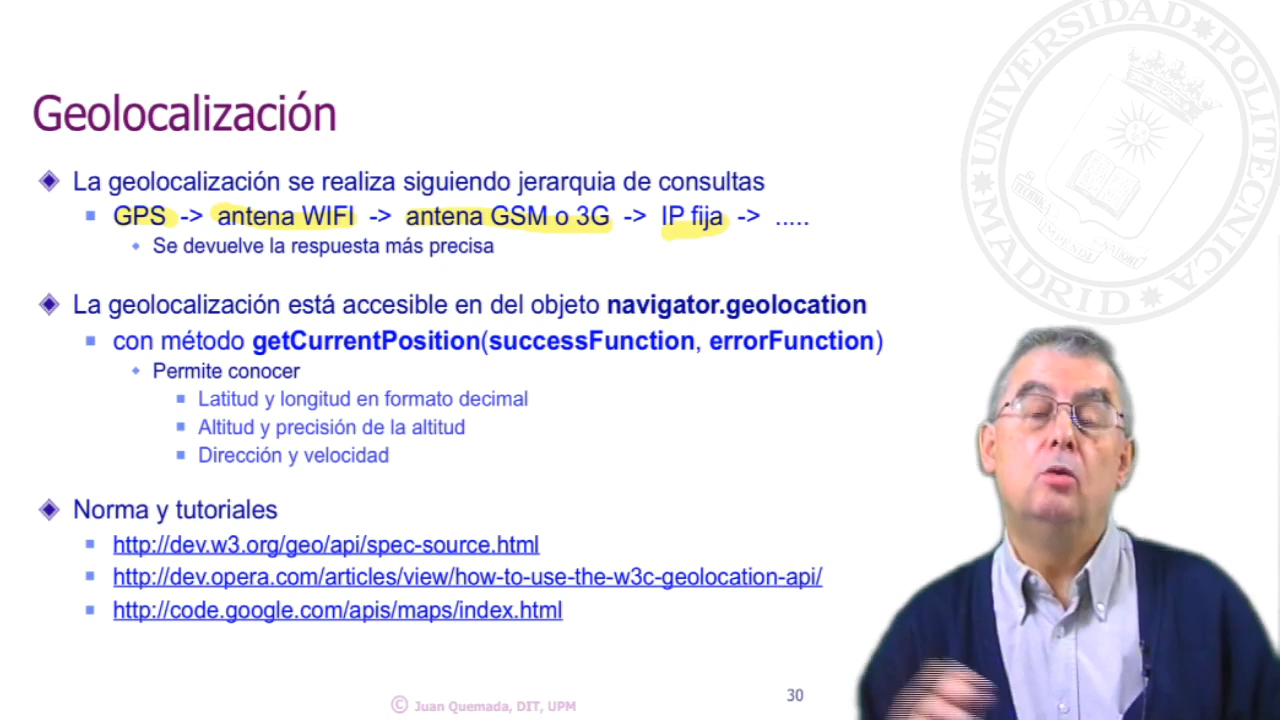 UNIVERSIDAD POLITECNICA
MADRID
Geolocalización
La geolocalización se realiza siguiendo jerarquia de consultas
GPS -> antena WIFI -> antena GSM o 3G -> IP fija -> .....
Se devuelve la respuesta más precisa
La geolocalización está accesible en del objeto navigator.geolocation
con método getCurrentPosition(successFunction, errorFunction)
Permite conocer
Latitud y longitud en formato decimal
Altitud y precisión de la altitud
Dirección y velocidad
Norma y tutoriales
http://dev.w3.org/geo/api/spec-source.html
http://dev.opera.com/articles/view/how-to-use-the-w3c-geolocation-api/
http://code.google.com/apis/maps/index.html
© Juan Quemada, DIT, UPM
30